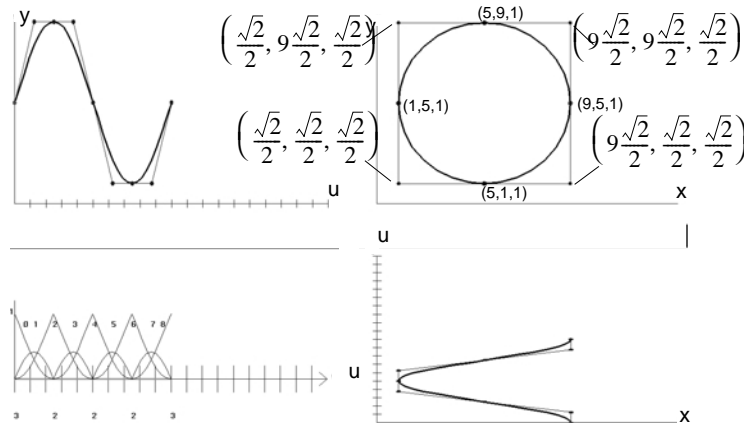 y
(√2/2, 9√2/2, √2/2)
y
(5,9,1)
(9√2/2, 9√2/2, √2/2)
(1,5,1)
(9,5,1)
(√2/2, √2/2, √2/2)
(9√2/2, √2/2, √2/2)
(5,1,1)
u
x
u
1
0 1 2 3 4 5 6 7 8
u
3 2 2 2 3
x